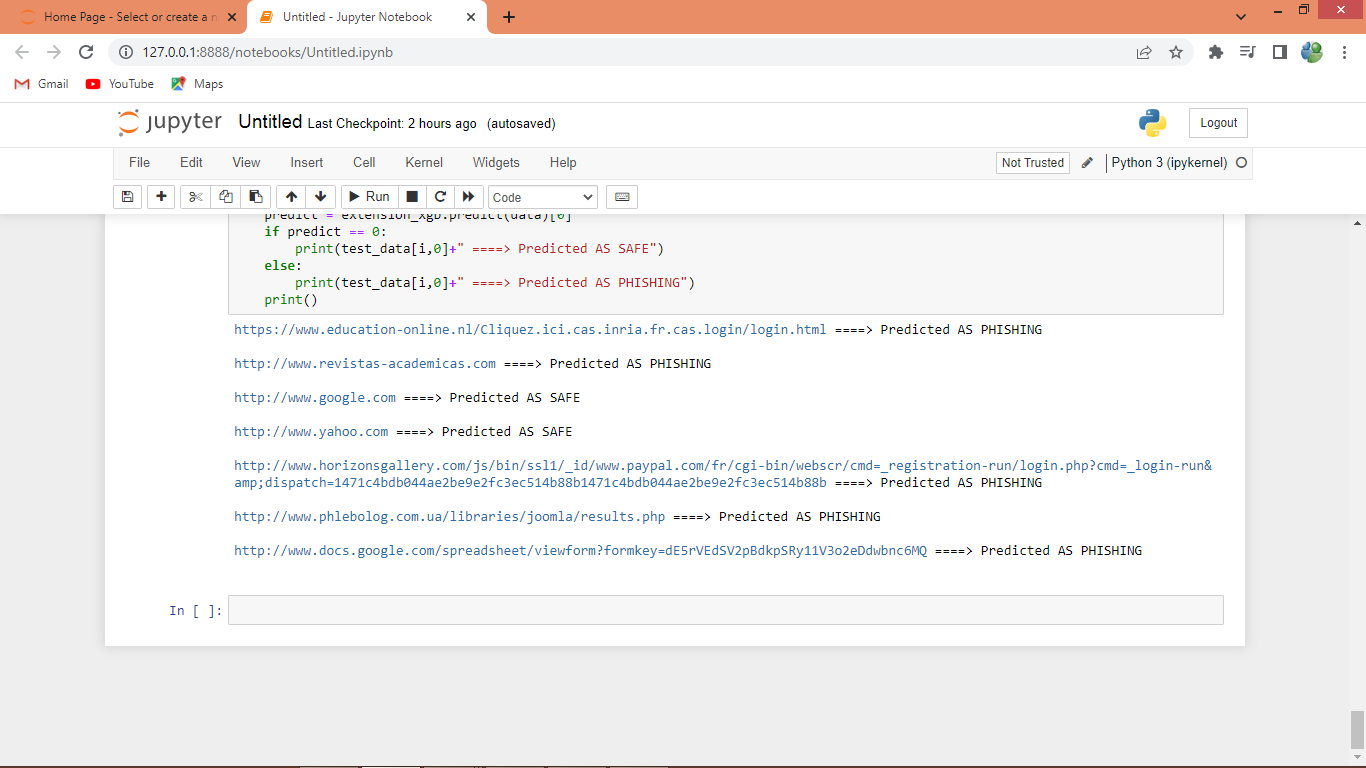 Home Page - Select or create a n
Untitled - Jupyter Notebook
127.0.0.1:8888/notebooks/Untitled.ipynb
Gmail YouTube Maps
jupyter Untitled Last Checkpoint: 2 hours ago (autosaved)
Logout
File Edit View Insert Cell Kernel Widgets Help
Not Trusted Python 3 (ipykernel)
Run Code
predict = extension_xgb.predict(data)[0]
if predict == 0:
print(test_data[i,0]+" ====> Predicted AS SAFE")
else:
print(test_data[i,0]+" ====> Predicted AS PHISHING")
print()
https://www.education-online.nl/Cliquez.ici.cas.inria.fr.cas.login/login.html ====> Predicted AS PHISHING
http://www.revistas-academicas.com ====> Predicted AS PHISHING
http://www.google.com ====> Predicted AS SAFE
http://www.yahoo.com ====> Predicted AS SAFE
http://www.horizonsgallery.com/js/bin/ssl1/_id/www.paypal.com/fr/cgi-bin/webscr/cmd=_registration-run/login.php?cmd=_login-run&
amp;dispatch=1471c4bdb044ae2be9e2fc3ec514b88b1471c4bdb044ae2be9e2fc3ec514b88b ====> Predicted AS PHISHING
http://www.phlebolog.com.ua/libraries/joomla/results.php ====> Predicted AS PHISHING
http://www.docs.google.com/spreadsheet/viewform?formkey=dE5rVEdSV2pBdkpSRy11V3o2eDdwbnc6MQ ====> Predicted AS PHISHING
In [ ]: